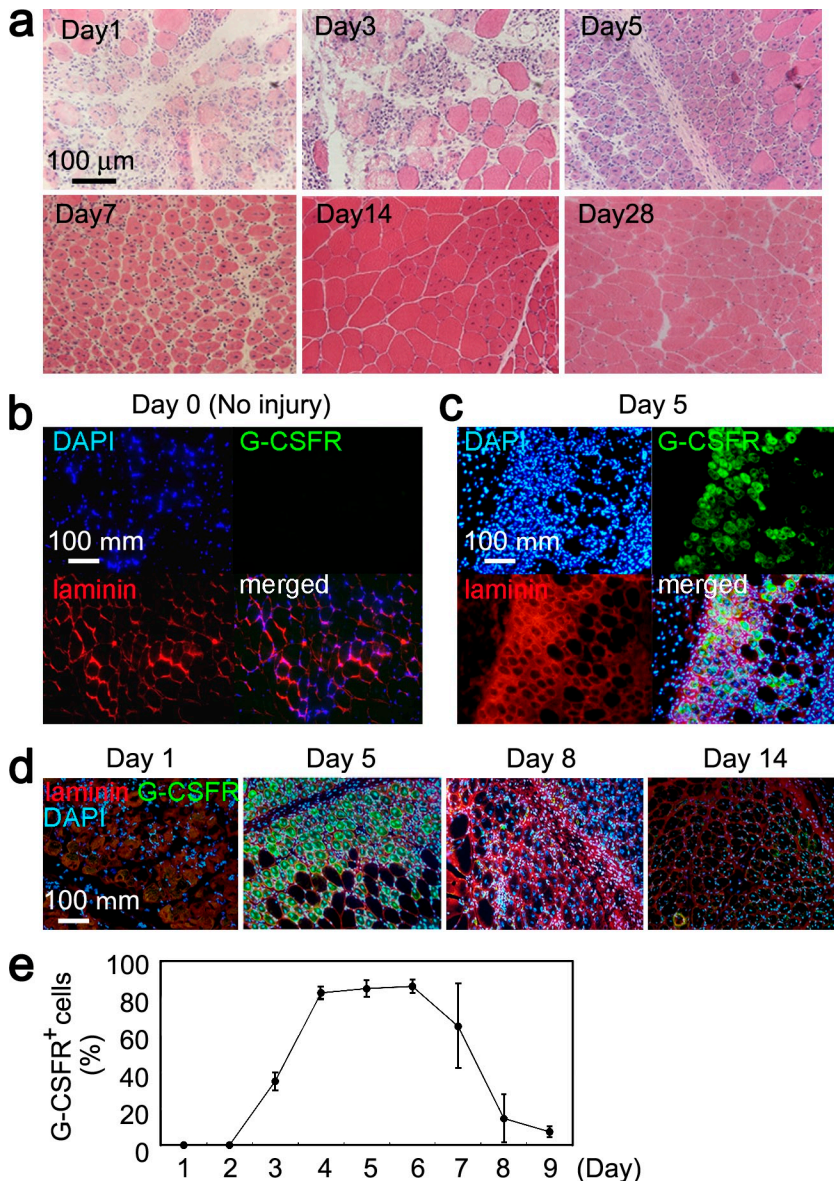 a
Day1 Day3 Day5
100 μm
Day7 Day14 Day28
b Day 0 (No injury)
DAPI G-CSFR
100 mm
laminin merged
c Day 5
DAPI G-CSFR
100 mm
laminin merged
d Day 1 Day 5 Day 8 Day 14
laminin G-CSFR
DAPI
100 mm
e
G-CSFR+ cells
(%)
100
80
60
40
20
0
1 2 3 4 5 6 7 8 9 (Day)